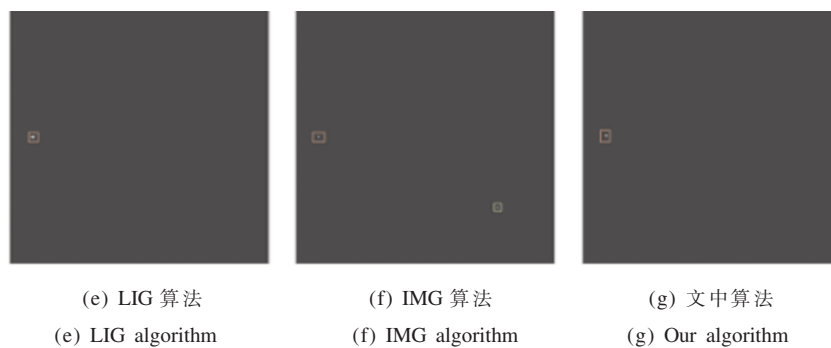 (e) LIG 算法
(f) IMG 算法
(g) 文中算法
(e) LIG algorithm
(f) IMG algorithm
(g) Our algorithm